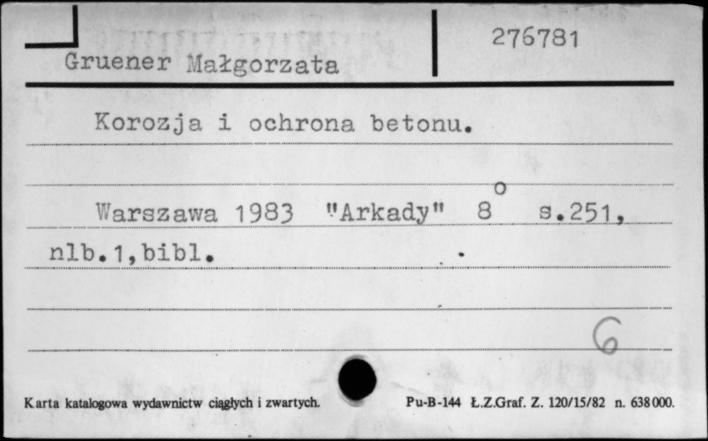 276781
Gruener Małgorzata
Korozja i ochrona betonu.
Warszawa 1983 "Arkady" 8° s.251,
nlb.1,bibl.
6
Karta katalogowa wydawnictw ciągłych i zwartych. Pu-B-144 Ł.Z.Graf. Z. 120/15/82 n. 638 000.